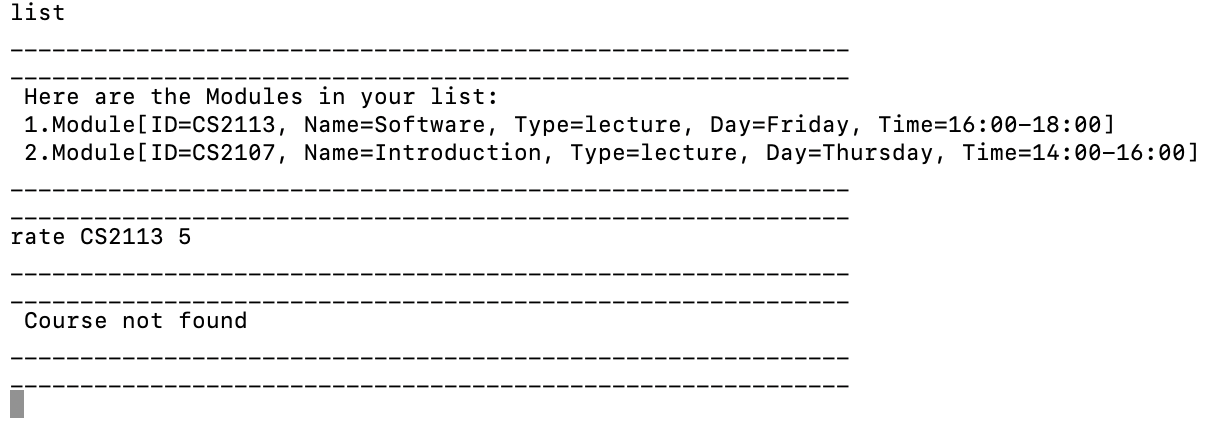 list
____________________________________________________________
____________________________________________________________
Here are the Modules in your list:
1.Module[ID=CS2113, Name=Software, Type=lecture, Day=Friday, Time=16:00-18:00]
2.Module[ID=CS2107, Name=Introduction, Type=lecture, Day=Thursday, Time=14:00-16:00]
____________________________________________________________
____________________________________________________________
rate CS2113 5
____________________________________________________________
____________________________________________________________
Course not found
____________________________________________________________
____________________________________________________________